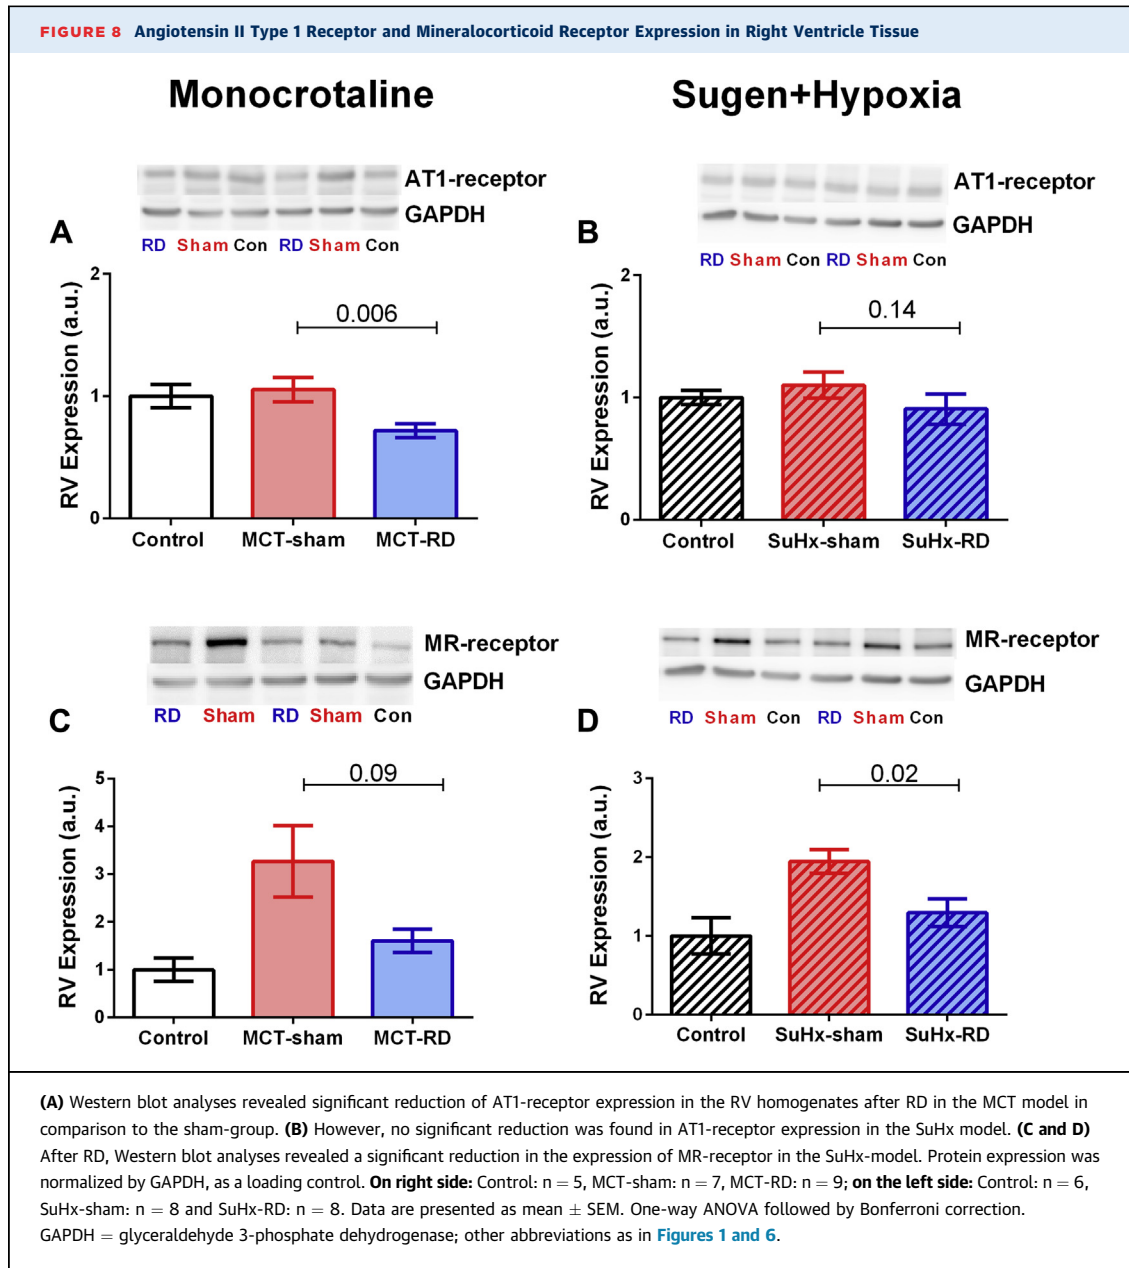 FIGURE 8 Angiotensin II Type 1 Receptor and Mineralocorticoid Receptor Expression in Right Ventricle Tissue
Monocrotaline
Sugen+Hypoxia
AT1-receptor
GAPDH
RD Sham Con RD Sham Con
A
RV Expression (a.u.)
2
1
0
0.006
Control MCT-sham MCT-RD
AT1-receptor
GAPDH
RD Sham Con RD Sham Con
B
RV Expression (a.u.)
2
1
0
0.14
Control SuHx-sham SuHx-RD
MR-receptor
GAPDH
RD Sham RD Sham Con
C
RV Expression (a.u.)
5
4
3
2
1
0
0.09
Control MCT-sham MCT-RD
MR-receptor
GAPDH
RD Sham Con RD Sham Con
D
RV Expression (a.u.)
3
2
1
0
0.02
Control SuHx-sham SuHx-RD
(A) Western blot analyses revealed significant reduction of AT1-receptor expression in the RV homogenates after RD in the MCT model in
comparison to the sham-group. (B) However, no significant reduction was found in AT1-receptor expression in the SuHx model. (C and D)
After RD, Western blot analyses revealed a significant reduction in the expression of MR-receptor in the SuHx-model. Protein expression was
normalized by GAPDH, as a loading control. On right side: Control: n = 5, MCT-sham: n = 7, MCT-RD: n = 9; on the left side: Control: n = 6,
SuHx-sham: n = 8 and SuHx-RD: n = 8. Data are presented as mean ± SEM. One-way ANOVA followed by Bonferroni correction.
GAPDH = glyceraldehyde 3-phosphate dehydrogenase; other abbreviations as in Figures 1 and 6.